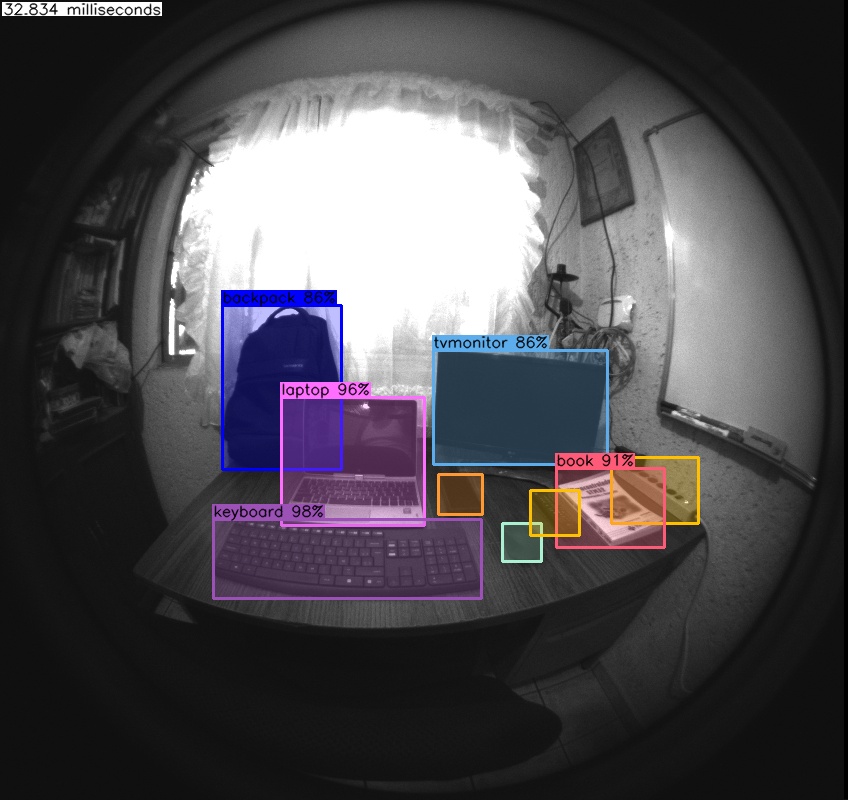 32.834 milliseconds
backpack 86%
tvmonitor 86%
laptop 96%
book 91%
keyboard 98%